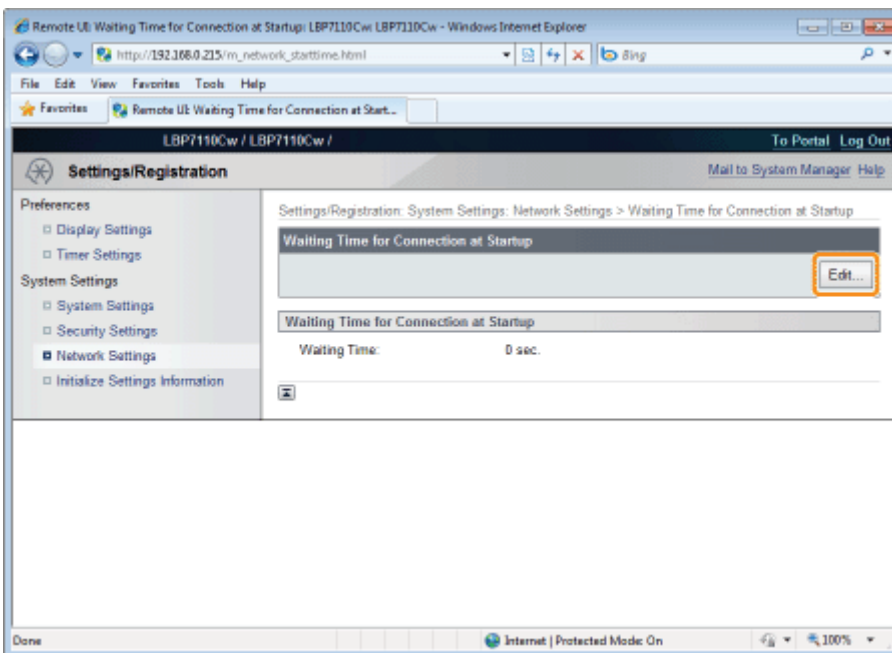 Remote UI: Waiting Time for Connection at Startup: LBP7110Cw: LBP7110Cw - Windows Internet Explorer
http://192.168.0.215/m_network_starttime.html
Bing
File Edit View Favorites Tools Help
Favorites Remote UI: Waiting Time for Connection at Start...
LBP7110Cw / LBP7110Cw / To Portal Log Out
Settings/Registration Mail to System Manager Help
Preferences
Display Settings
Timer Settings
System Settings
System Settings
Security Settings
Network Settings
Initialize Settings Information
Settings/Registration: System Settings: Network Settings > Waiting Time for Connection at Startup
Waiting Time for Connection at Startup
Edit...
Waiting Time for Connection at Startup
Waiting Time: 0 sec.
Done Internet | Protected Mode: On 100%